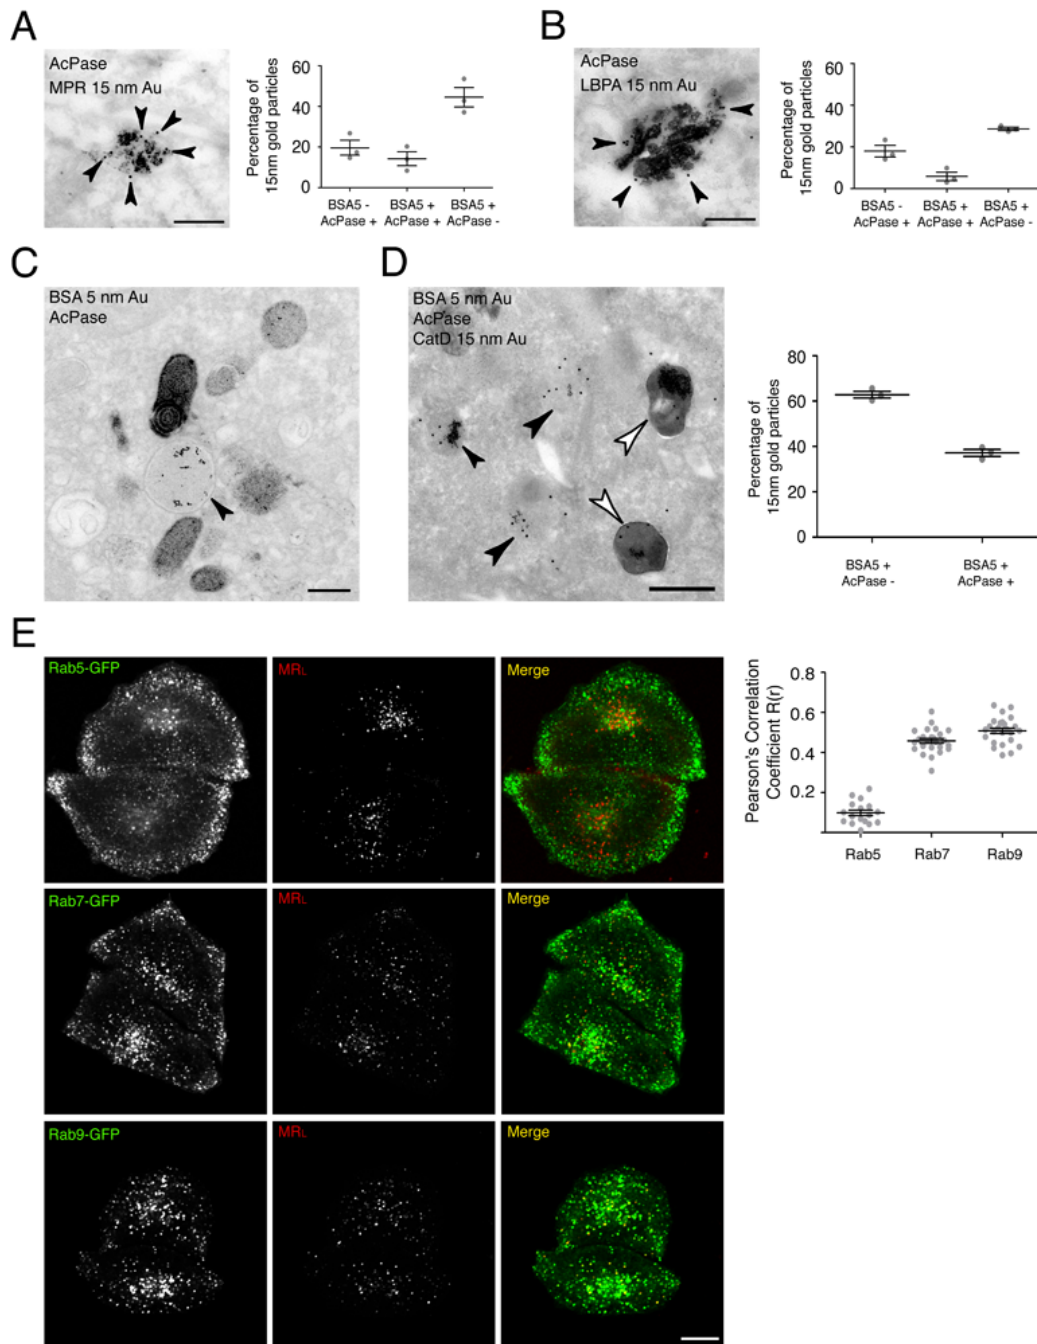 A
AcPase
MPR 15 nm Au
Percentage of
15nm gold particles
60
40
20
0
BSA5 -
AcPase +
BSA5 +
AcPase +
BSA5 +
AcPase -
B
AcPase
LBPA 15 nm Au
Percentage of
15nm gold particles
60
40
20
0
BSA5 -
AcPase +
BSA5 +
AcPase +
BSA5 +
AcPase -
C
BSA 5 nm Au
AcPase
D
BSA 5 nm Au
AcPase
CatD 15 nm Au
Percentage of
15nm gold particles
80
60
40
20
0
BSA5 +
AcPase -
BSA5 +
AcPase +
E
Rab5-GFP
MRL
Merge
Pearson's Correlation
Coefficient R(r)
0.8
0.6
0.4
0.2
Rab5
Rab7
Rab9
Rab7-GFP
MRL
Merge
Rab9-GFP
MRL
Merge